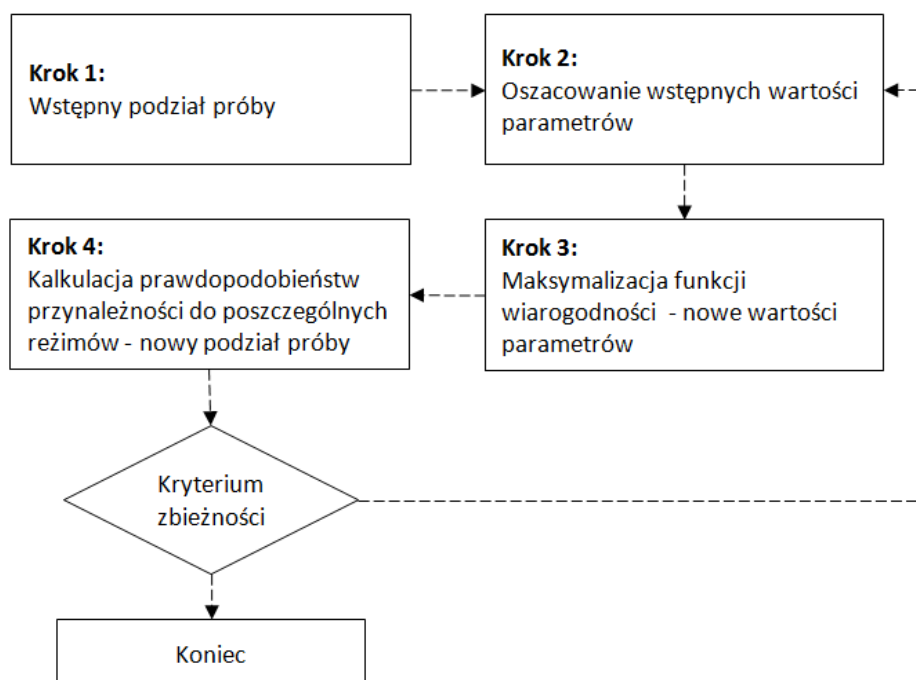 Krok 1:
Wstępny podział próby
Krok 2:
Oszacowanie wstępnych wartości
parametrów
Krok 3:
Maksymalizacja funkcji
wiarogodności - nowe wartości
parametrów
Krok 4:
Kalkulacja prawdopodobieństw
przynależności do poszczególnych
reżimów - nowy podział próby
Kryterium
zbieżności
Koniec